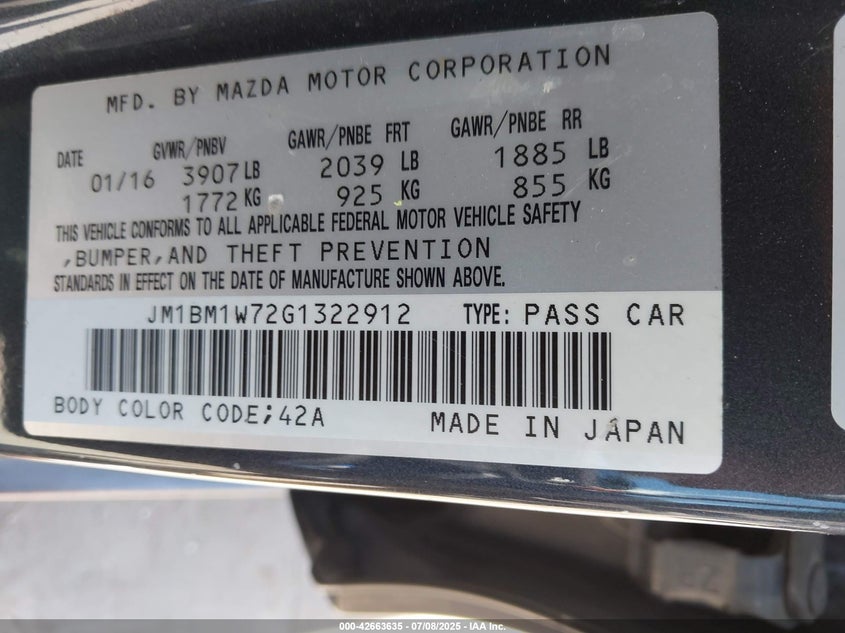 MFD. BY MAZDA MOTOR CORPORATION
DATE GVWR/PNBV GAWR/PNBE FRT GAWR/PNBE RR
01/16 3907 LB 2039 LB 1885 LB
1772 KG 925 KG 855 KG
THIS VEHICLE CONFORMS TO ALL APPLICABLE FEDERAL MOTOR VEHICLE SAFETY
,BUMPER,AND THEFT PREVENTION
STANDARDS IN EFFECT ON THE DATE OF MANUFACTURE SHOWN ABOVE.
JM1BM1W72G1322912 TYPE: PASS CAR
BODY COLOR CODE;42A MADE IN JAPAN
000-42663635 - 07/08/2025 - IAA Inc.